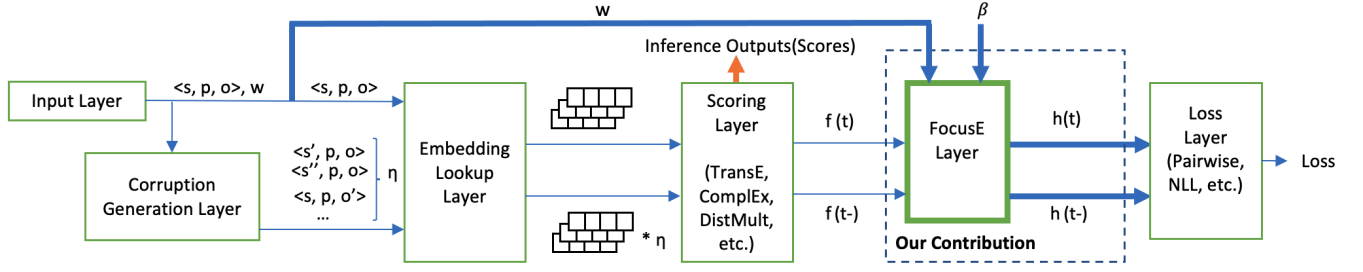 w
β
Inference Outputs(Scores)
Input Layer
<s, p, o>, w
<s, p, o>
Corruption
Generation Layer
<s’, p, o>
<s’’, p, o>
<s, p, o’>
...
η
Embedding
Lookup
Layer
* η
Scoring
Layer
(TransE,
ComplEx,
DistMult,
etc.)
f (t)
f (t-)
FocusE
Layer
Our Contribution
h(t)
h (t-)
Loss
Layer
(Pairwise,
NLL, etc.)
Loss